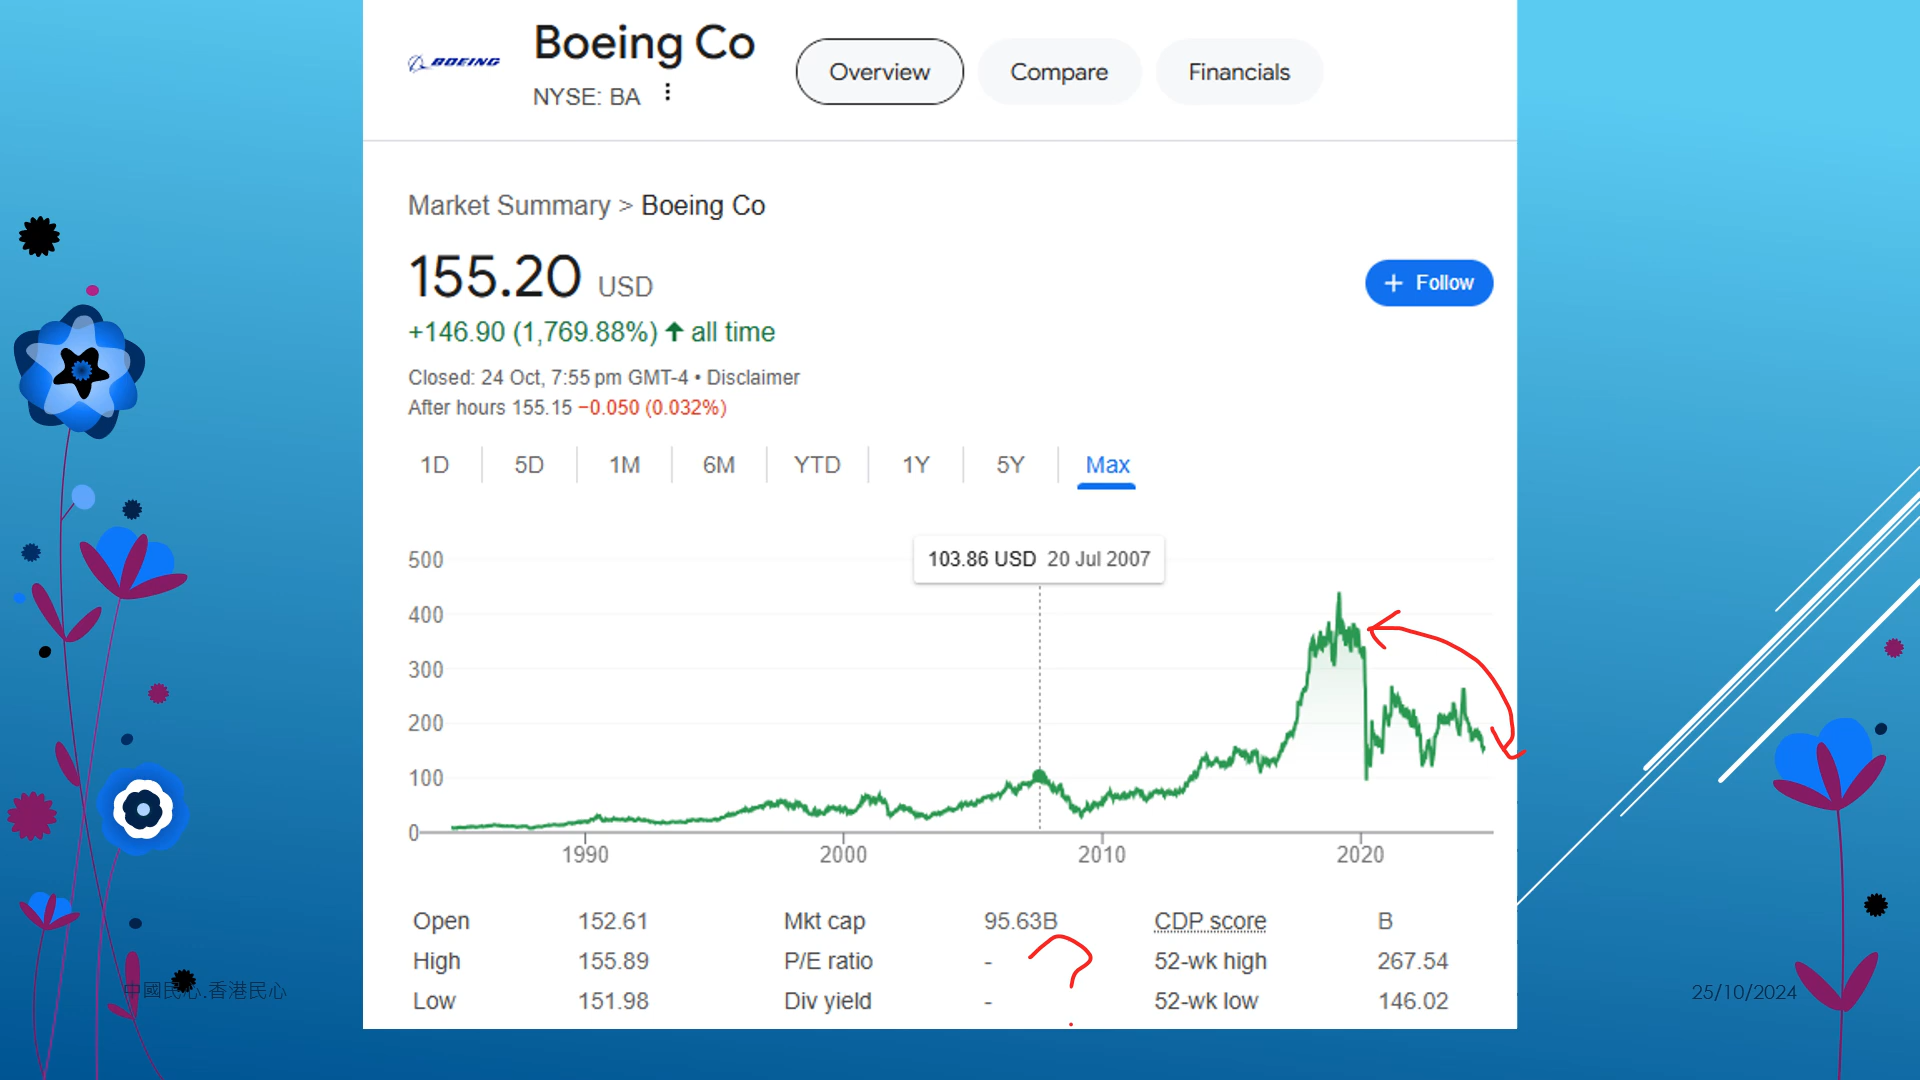 BOEING
Boeing Co
NYSE: BA
Overview
Compare
Financials
Market Summary > Boeing Co
155.20 USD
+ Follow
+146.90 (1,769.88%) ↑ all time
Closed: 24 Oct, 7:55 pm GMT-4 • Disclaimer
After hours 155.15 −0.050 (0.032%)
1D 5D 1M 6M YTD 1Y 5Y Max
103.86 USD 20 Jul 2007
500
400
300
200
100
0
1990 2000 2010 2020
Open 152.61 Mkt cap 95.63B CDP score B
High 155.89 P/E ratio - 52-wk high 267.54
Low 151.98 Div yield - 52-wk low 146.02
?
中國民心.香港民心
25/10/2024